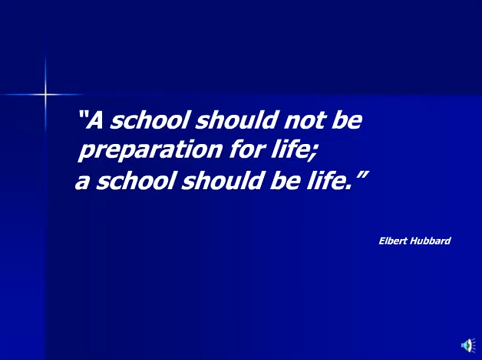 “A school should not be
preparation for life;
a school should be life.”
Elbert Hubbard